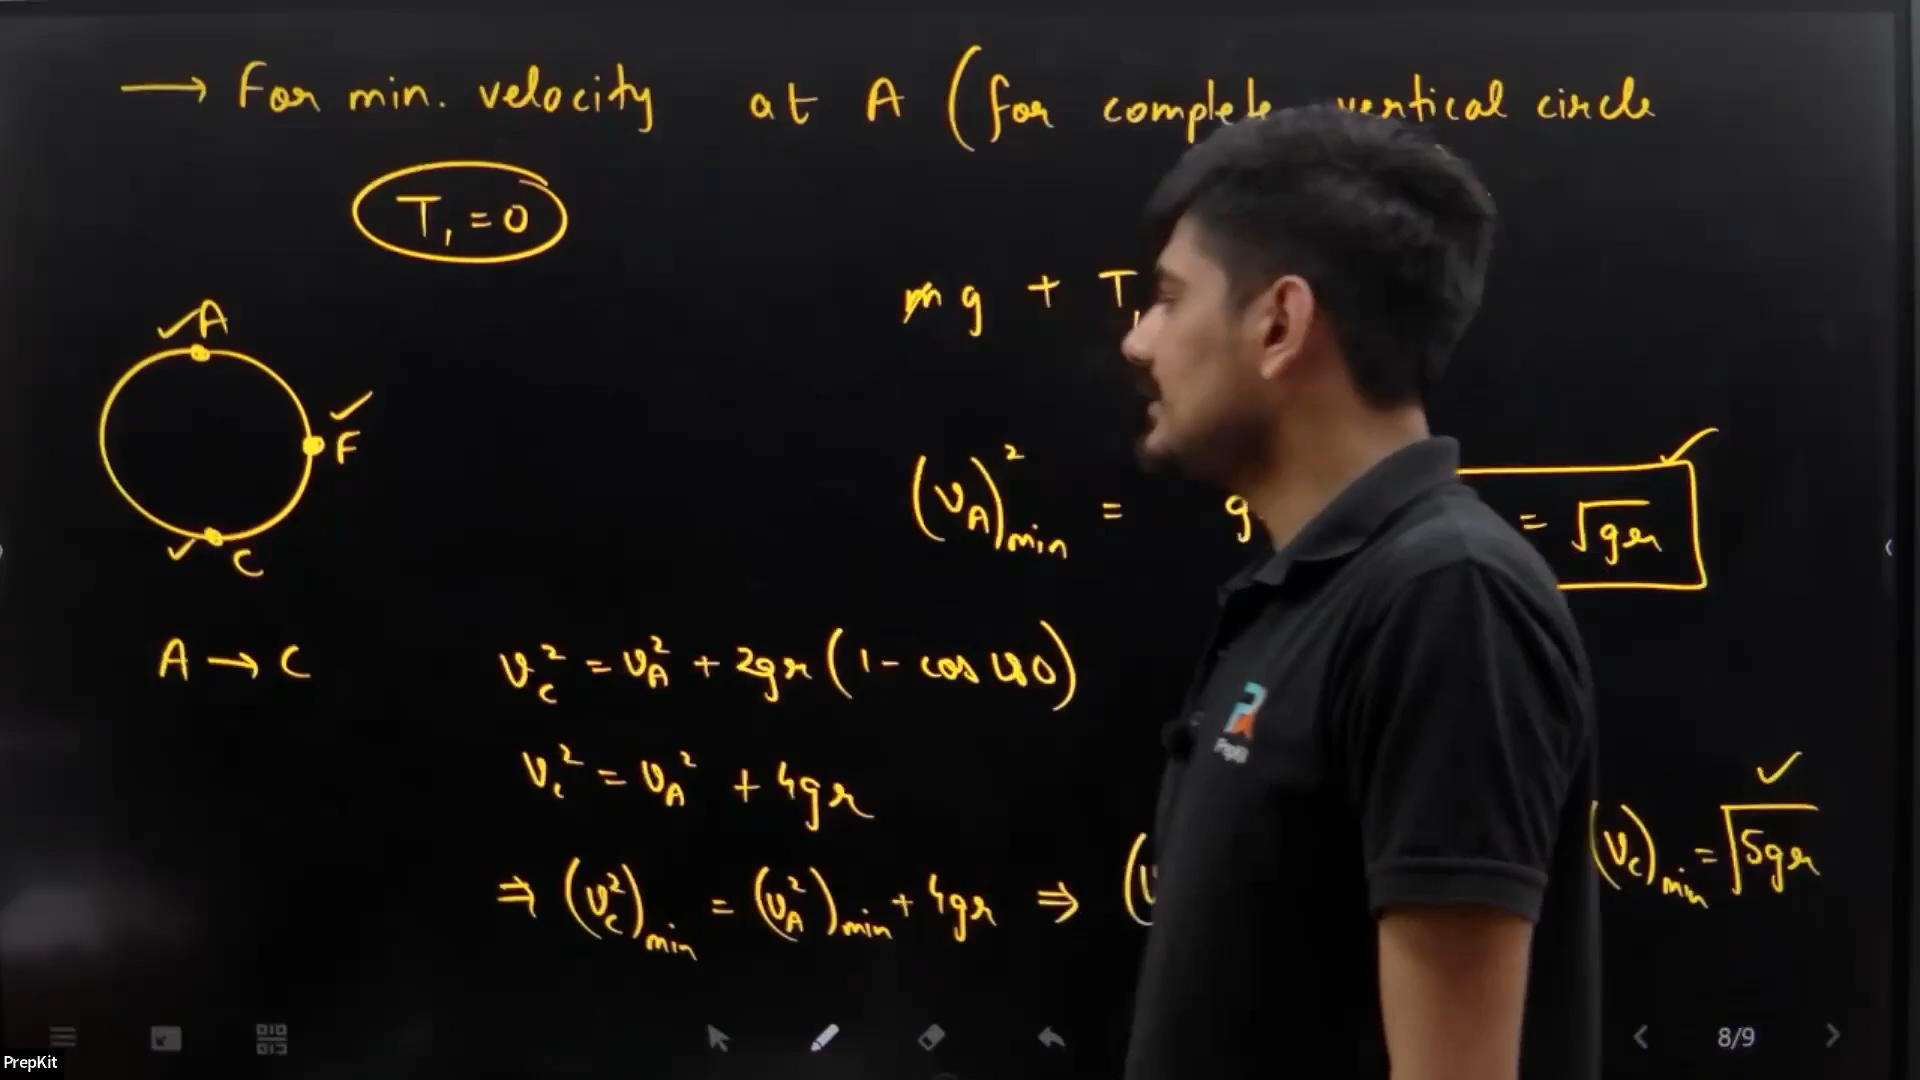 → For min. velocity at A (for complete vertical circle
T₁ = 0
mg + T₁
A
F
C
(v_A)²_min = g
= √gr
A → C
v_c² = v_A² + 2gr (1 - cos 180)
v_c² = v_A² + 4gr
⇒ (v_c²)_min = (v_A²)_min + 4gr ⇒ (v
(v_c)_min = √5gr
8/9
PrepKit